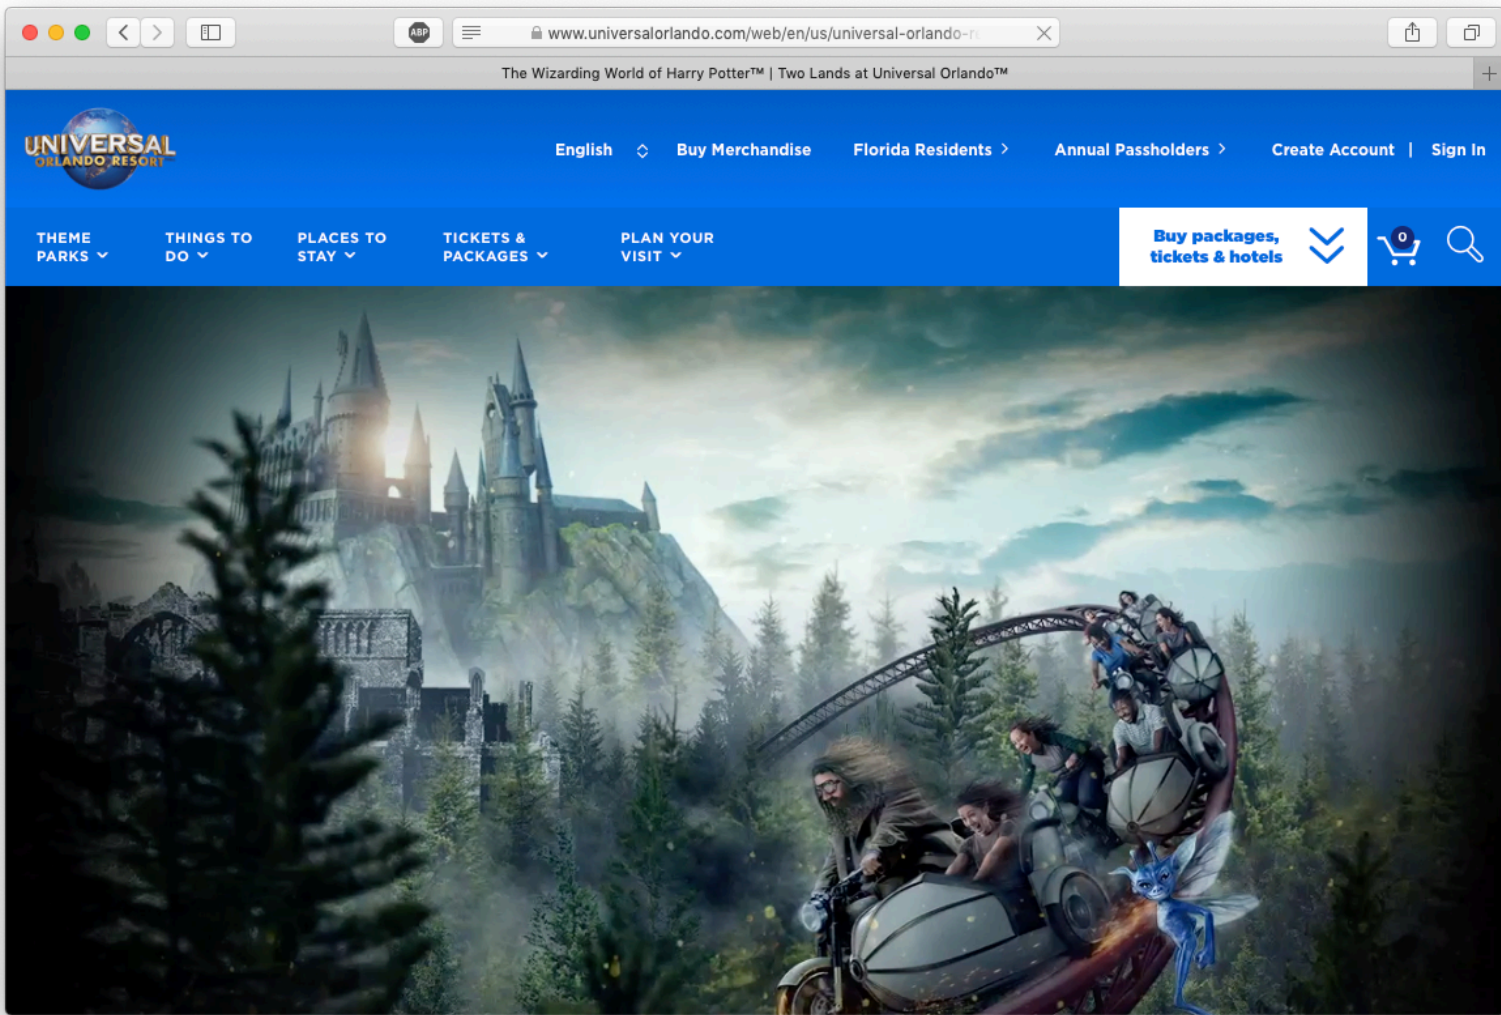 ABP
www.universalorlando.com/web/en/us/universal-orlando-r
The Wizarding World of Harry Potter™ | Two Lands at Universal Orlando™
UNIVERSAL
ORLANDO RESORT
English
Buy Merchandise
Florida Residents
Annual Passholders
Create Account | Sign In
THEME
PARKS
THINGS TO
DO
PLACES TO
STAY
TICKETS &
PACKAGES
PLAN YOUR
VISIT
Buy packages,
tickets & hotels
0